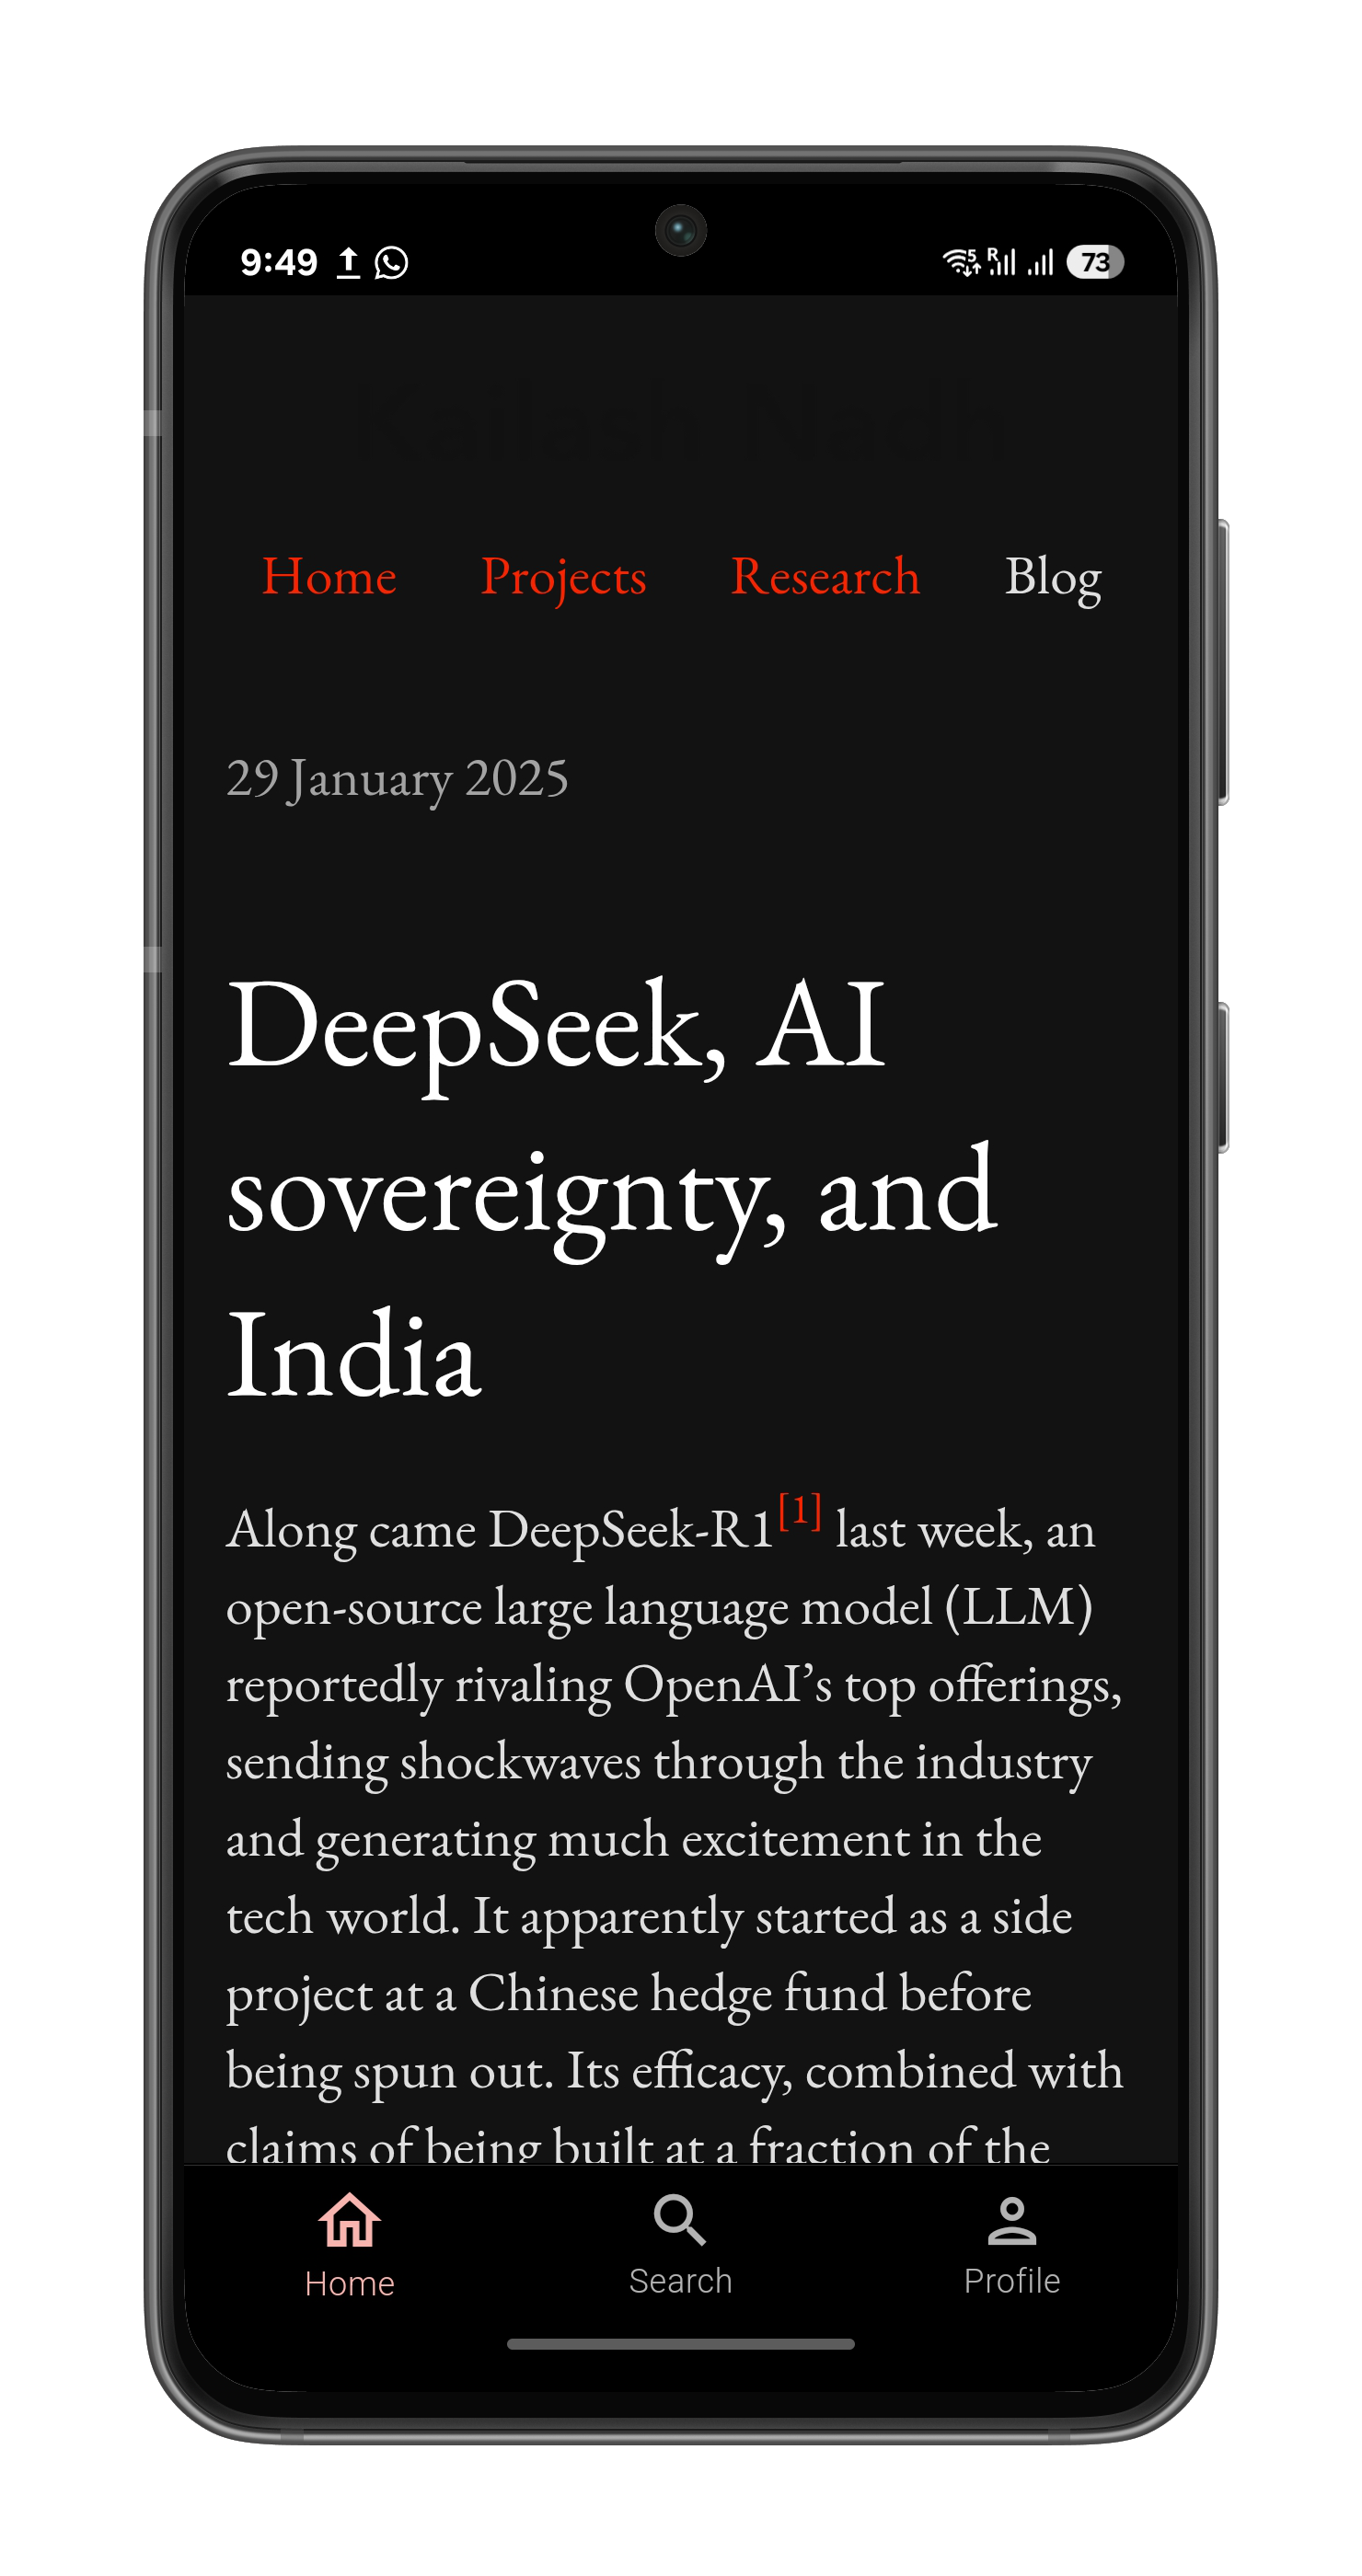 9:49
5 R 73
Kailash Nadh
Home Projects Research Blog
29 January 2025
DeepSeek, AI
sovereignty, and
India
Along came DeepSeek-R1[1] last week, an
open-source large language model (LLM)
reportedly rivaling OpenAI’s top offerings,
sending shockwaves through the industry
and generating much excitement in the
tech world. It apparently started as a side
project at a Chinese hedge fund before
being spun out. Its efficacy, combined with
claims of being built at a fraction of the
Home Search Profile